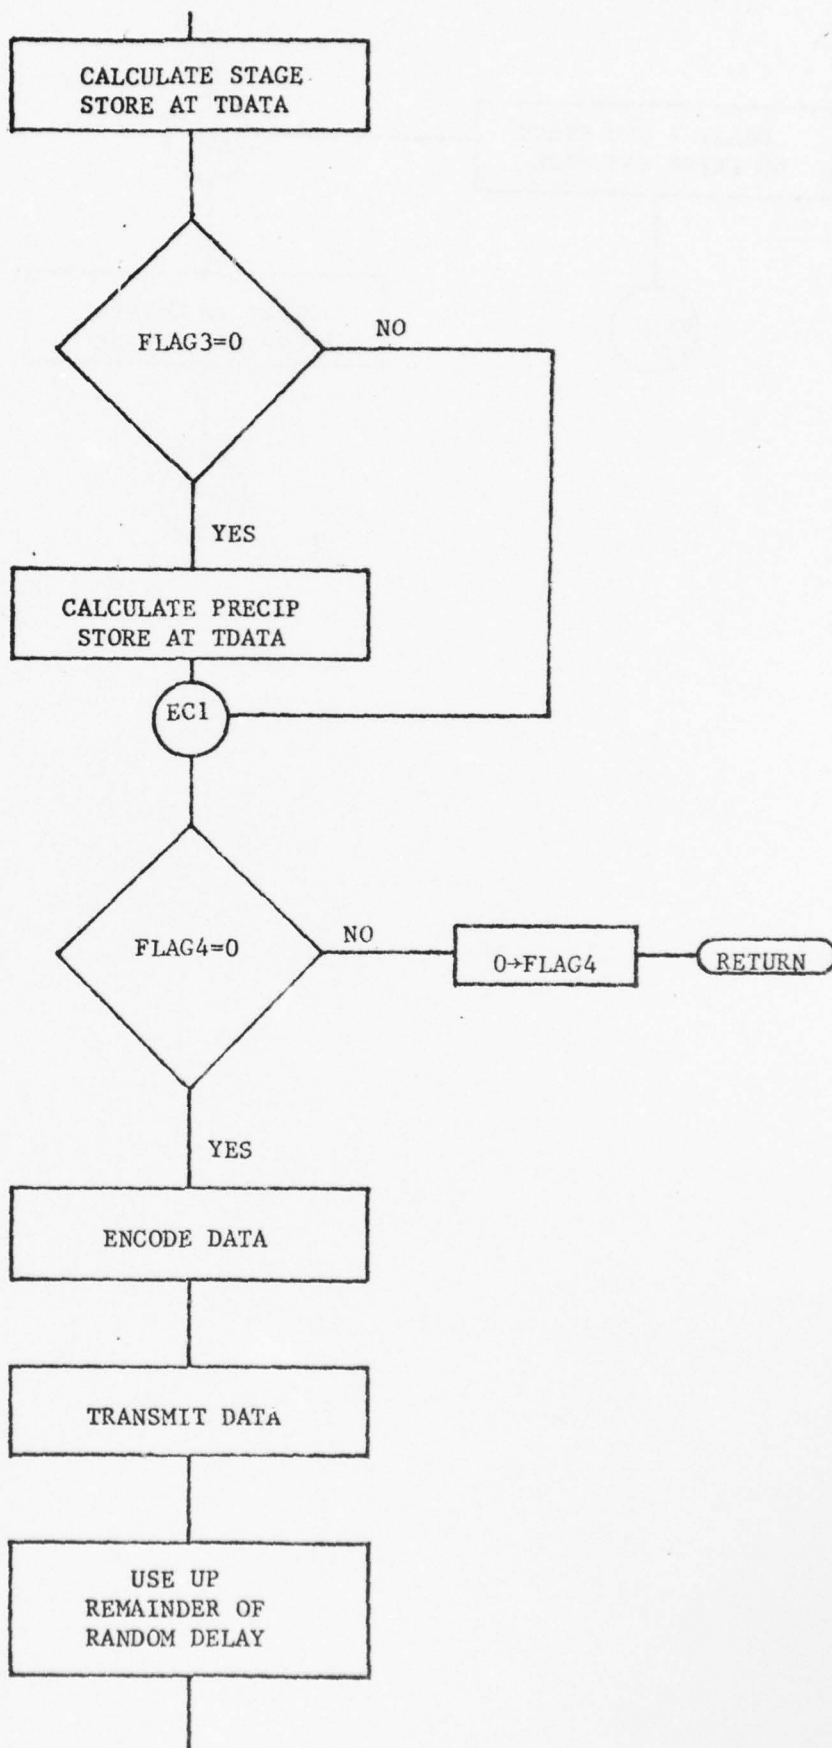 CALCULATE STAGE
STORE AT TDATA
FLAG3=0
NO
YES
CALCULATE PRECIP
STORE AT TDATA
EC1
FLAG4=0
NO
0→FLAG4
RETURN
YES
ENCODE DATA
TRANSMIT DATA
USE UP
REMAINDER OF
RANDOM DELAY